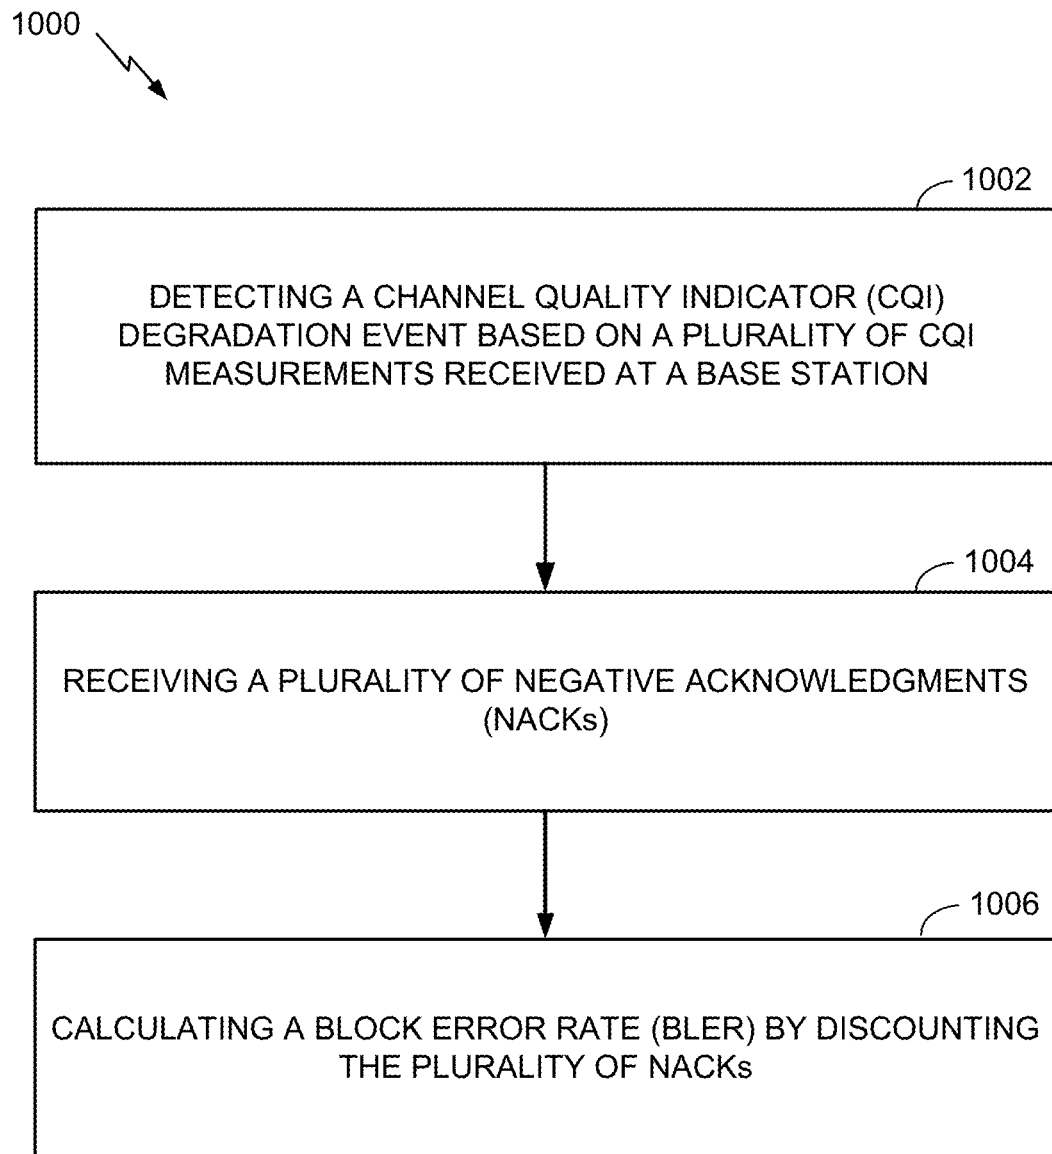 1000
1002
DETECTING A CHANNEL QUALITY INDICATOR (CQI)
DEGRADATION EVENT BASED ON A PLURALITY OF CQI
MEASUREMENTS RECEIVED AT A BASE STATION
1004
RECEIVING A PLURALITY OF NEGATIVE ACKNOWLEDGMENTS
(NACKs)
1006
CALCULATING A BLOCK ERROR RATE (BLER) BY DISCOUNTING
THE PLURALITY OF NACKs